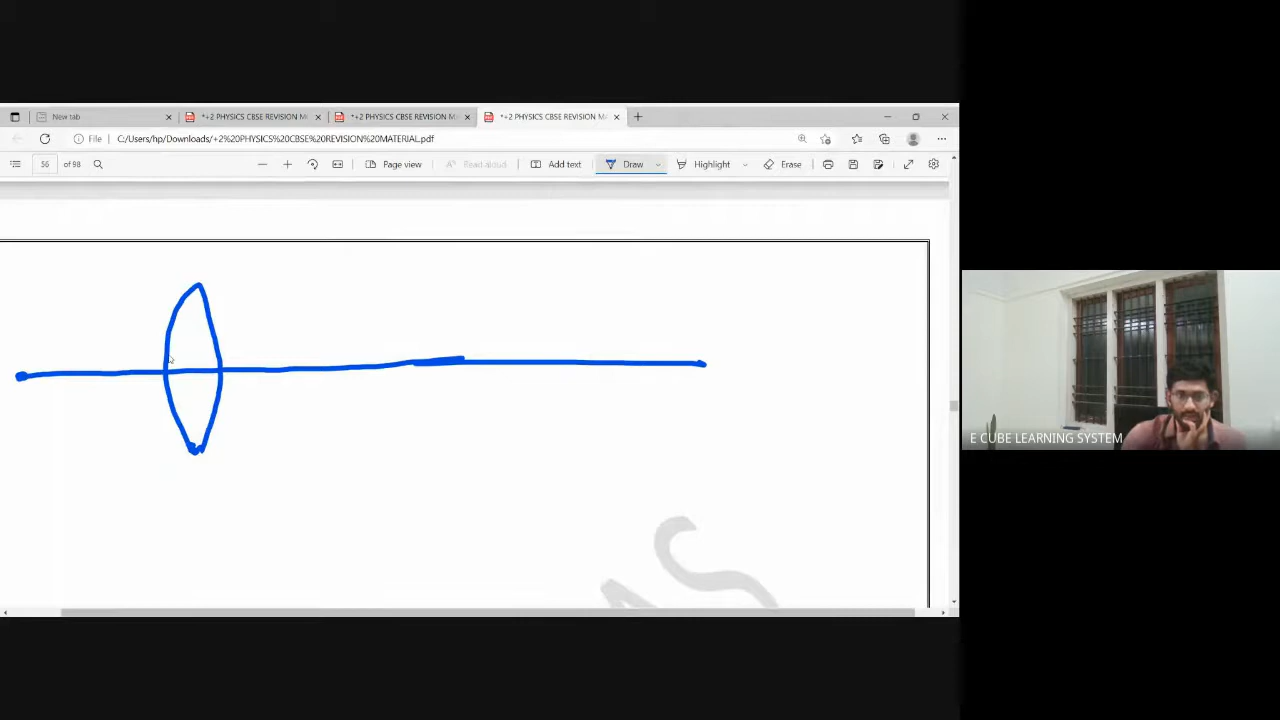 New tab
*+2 PHYSICS CBSE REVISION M
*+2 PHYSICS CBSE REVISION M
*+2 PHYSICS CBSE REVISION MA
File
C:/Users/hp/Downloads/+2%20PHYSICS%20CBSE%20REVISION%20MATERIAL.pdf
56 of 98
Page view
Read aloud
Add text
Draw
Highlight
Erase
E CUBE LEARNING SYSTEM